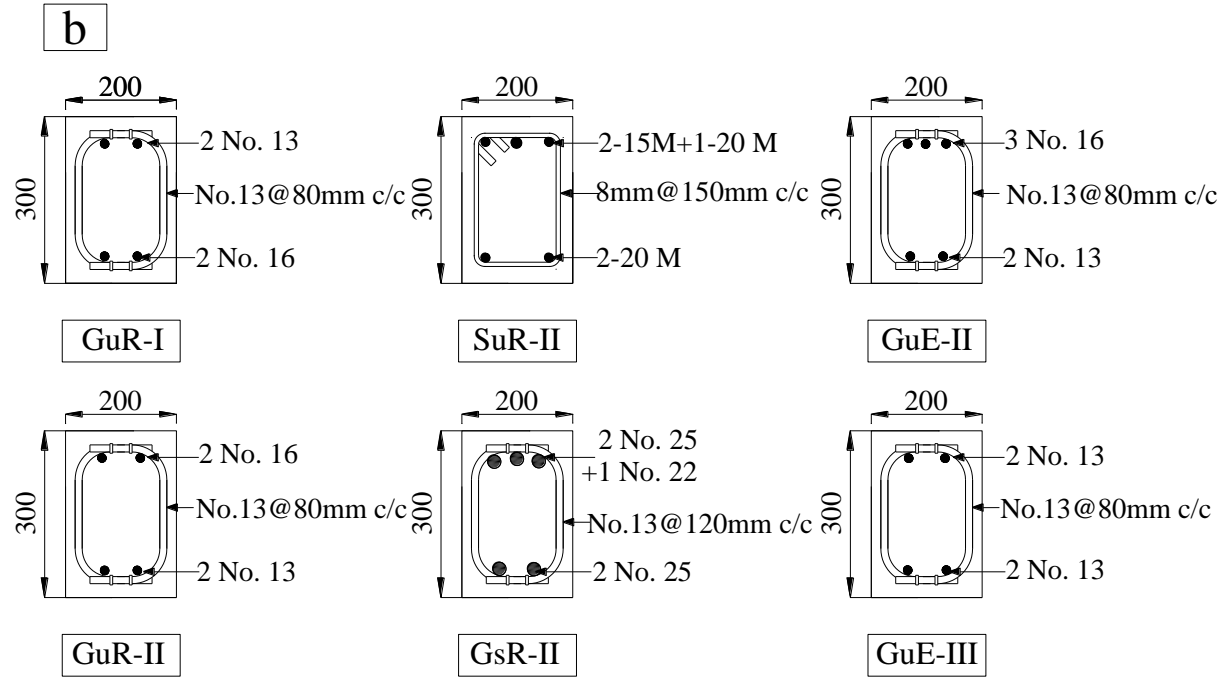 b
200
300
2 No. 13
No.13@80mm c/c
2 No. 16
GuR-I
200
300
2-15M+1-20 M
8mm@150mm c/c
2-20 M
SuR-II
200
300
3 No. 16
No.13@80mm c/c
2 No. 13
GuE-II
200
300
2 No. 16
No.13@80mm c/c
2 No. 13
GuR-II
200
300
2 No. 25
+1 No. 22
No.13@120mm c/c
2 No. 25
GsR-II
200
300
2 No. 13
No.13@80mm c/c
2 No. 13
GuE-III